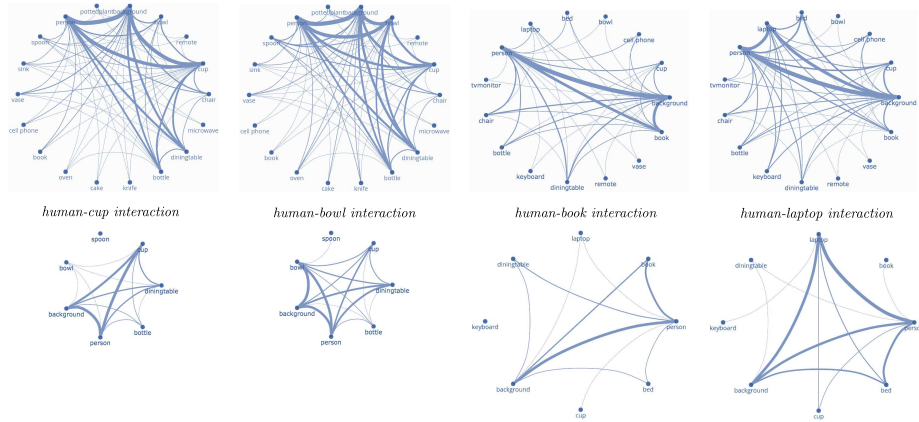 pottedplant background
person bowl
spoon remote
sink cup
vase chair
cell phone microwave
book diningtable
oven bottle
cake knife
pottedplant background
person bowl
spoon remote
sink cup
vase chair
cell phone microwave
book diningtable
oven bottle
cake knife
bed bowl
laptop cell phone
person cup
tvmonitor background
chair book
bottle vase
keyboard remote
diningtable
bed bowl
laptop cell phone
person cup
tvmonitor background
chair book
bottle vase
keyboard remote
diningtable
human-cup interaction
human-bowl interaction
human-book interaction
human-laptop interaction
spoon
cup
bowl
diningtable
background
bottle
person
spoon
cup
bowl
diningtable
background
bottle
person
laptop
diningtable book
keyboard person
background bed
cup
laptop
diningtable book
keyboard person
background bed
cup